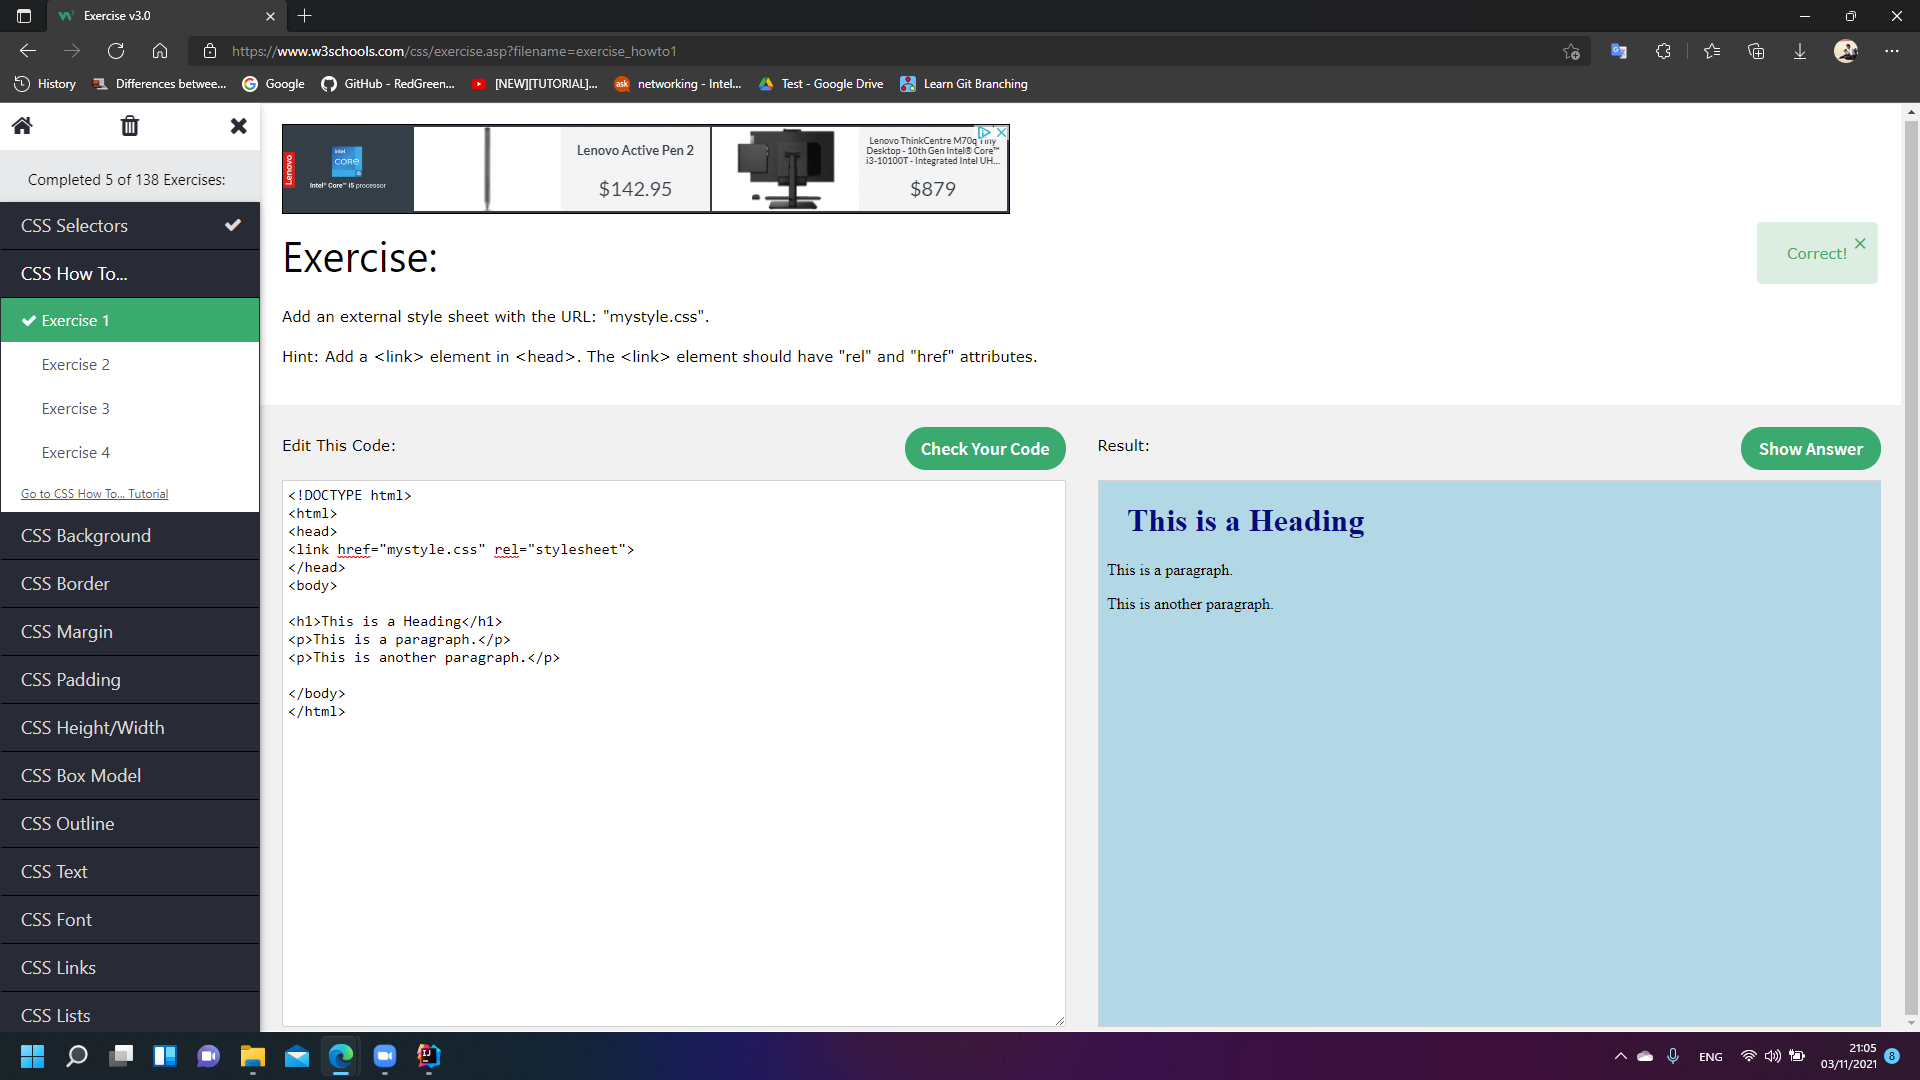 Exercise v3.0
https://www.w3schools.com/css/exercise.asp?filename=exercise_howto1
History
Differences betwee...
Google
GitHub - RedGreen...
[NEW][TUTORIAL]...
ask
networking - Intel...
Test - Google Drive
Learn Git Branching
Completed 5 of 138 Exercises:
CSS Selectors
CSS How To...
Exercise 1
Exercise 2
Exercise 3
Exercise 4
Go to CSS How To... Tutorial
CSS Background
CSS Border
CSS Margin
CSS Padding
CSS Height/Width
CSS Box Model
CSS Outline
CSS Text
CSS Font
CSS Links
CSS Lists
Lenovo
intel
CORE
i5
Intel® Core™ i5 processor
Lenovo Active Pen 2
$142.95
Lenovo ThinkCentre M70q Tiny
Desktop - 10th Gen Intel® Core™
i3-10100T - Integrated Intel UH...
$879
Exercise:
Correct!
Add an external style sheet with the URL: "mystyle.css".
Hint: Add a <link> element in <head>. The <link> element should have "rel" and "href" attributes.
Edit This Code:
Check Your Code
<!DOCTYPE html>
<html>
<head>
<link href="mystyle.css" rel="stylesheet">
</head>
<body>
<h1>This is a Heading</h1>
<p>This is a paragraph.</p>
<p>This is another paragraph.</p>
</body>
</html>
Result:
Show Answer
This is a Heading
This is a paragraph.
This is another paragraph.
IJ
ENG
21:05
03/11/2021
8